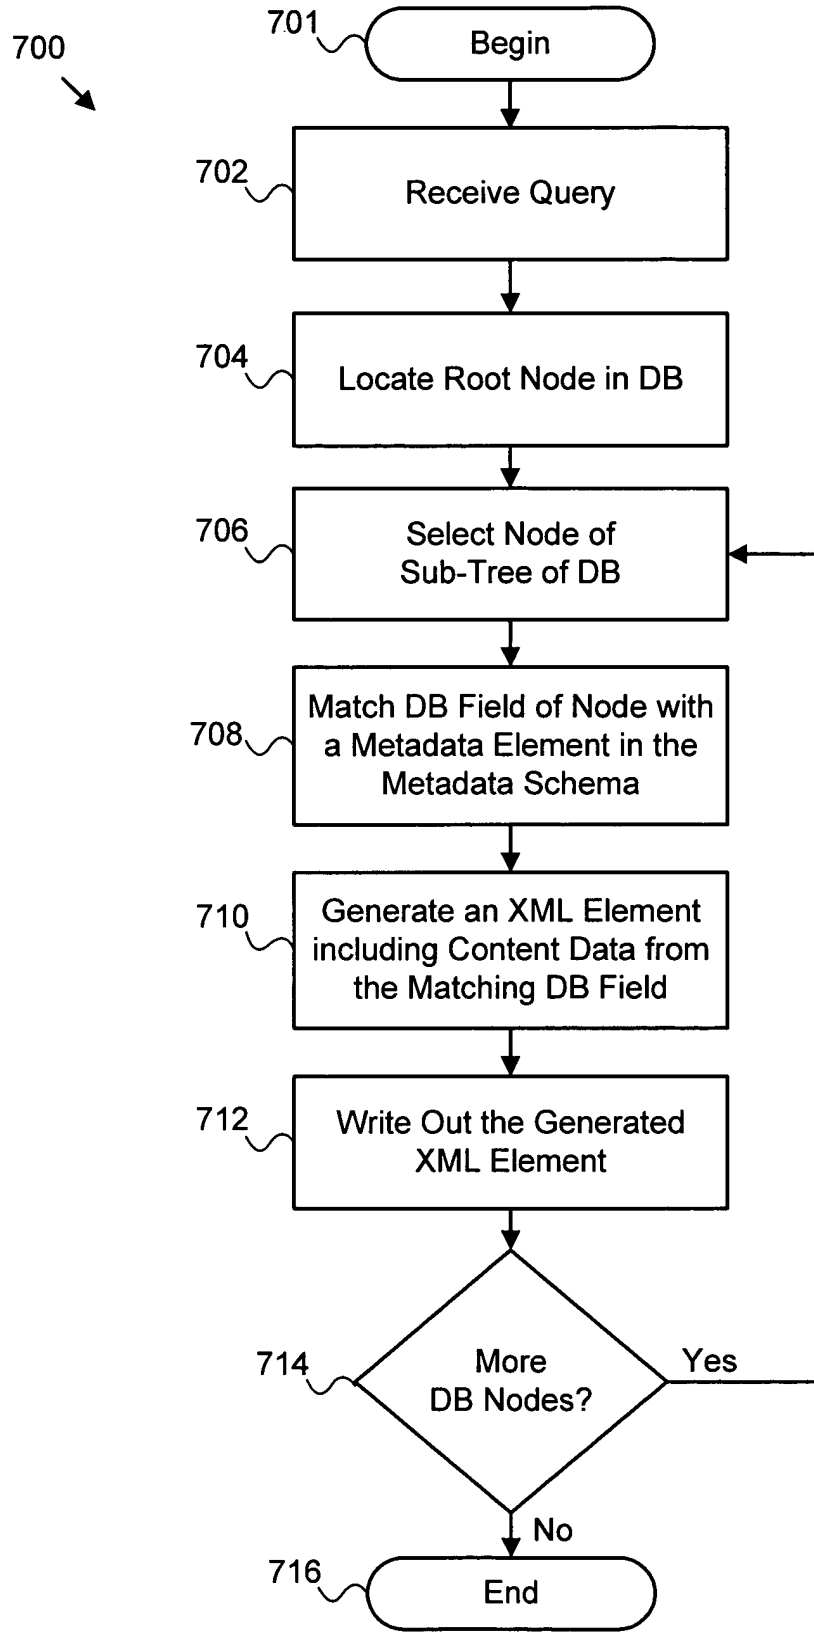 700
701
Begin
702
Receive Query
704
Locate Root Node in DB
706
Select Node of
Sub-Tree of DB
708
Match DB Field of Node with
a Metadata Element in the
Metadata Schema
710
Generate an XML Element
including Content Data from
the Matching DB Field
712
Write Out the Generated
XML Element
714
More
DB Nodes?
Yes
No
716
End